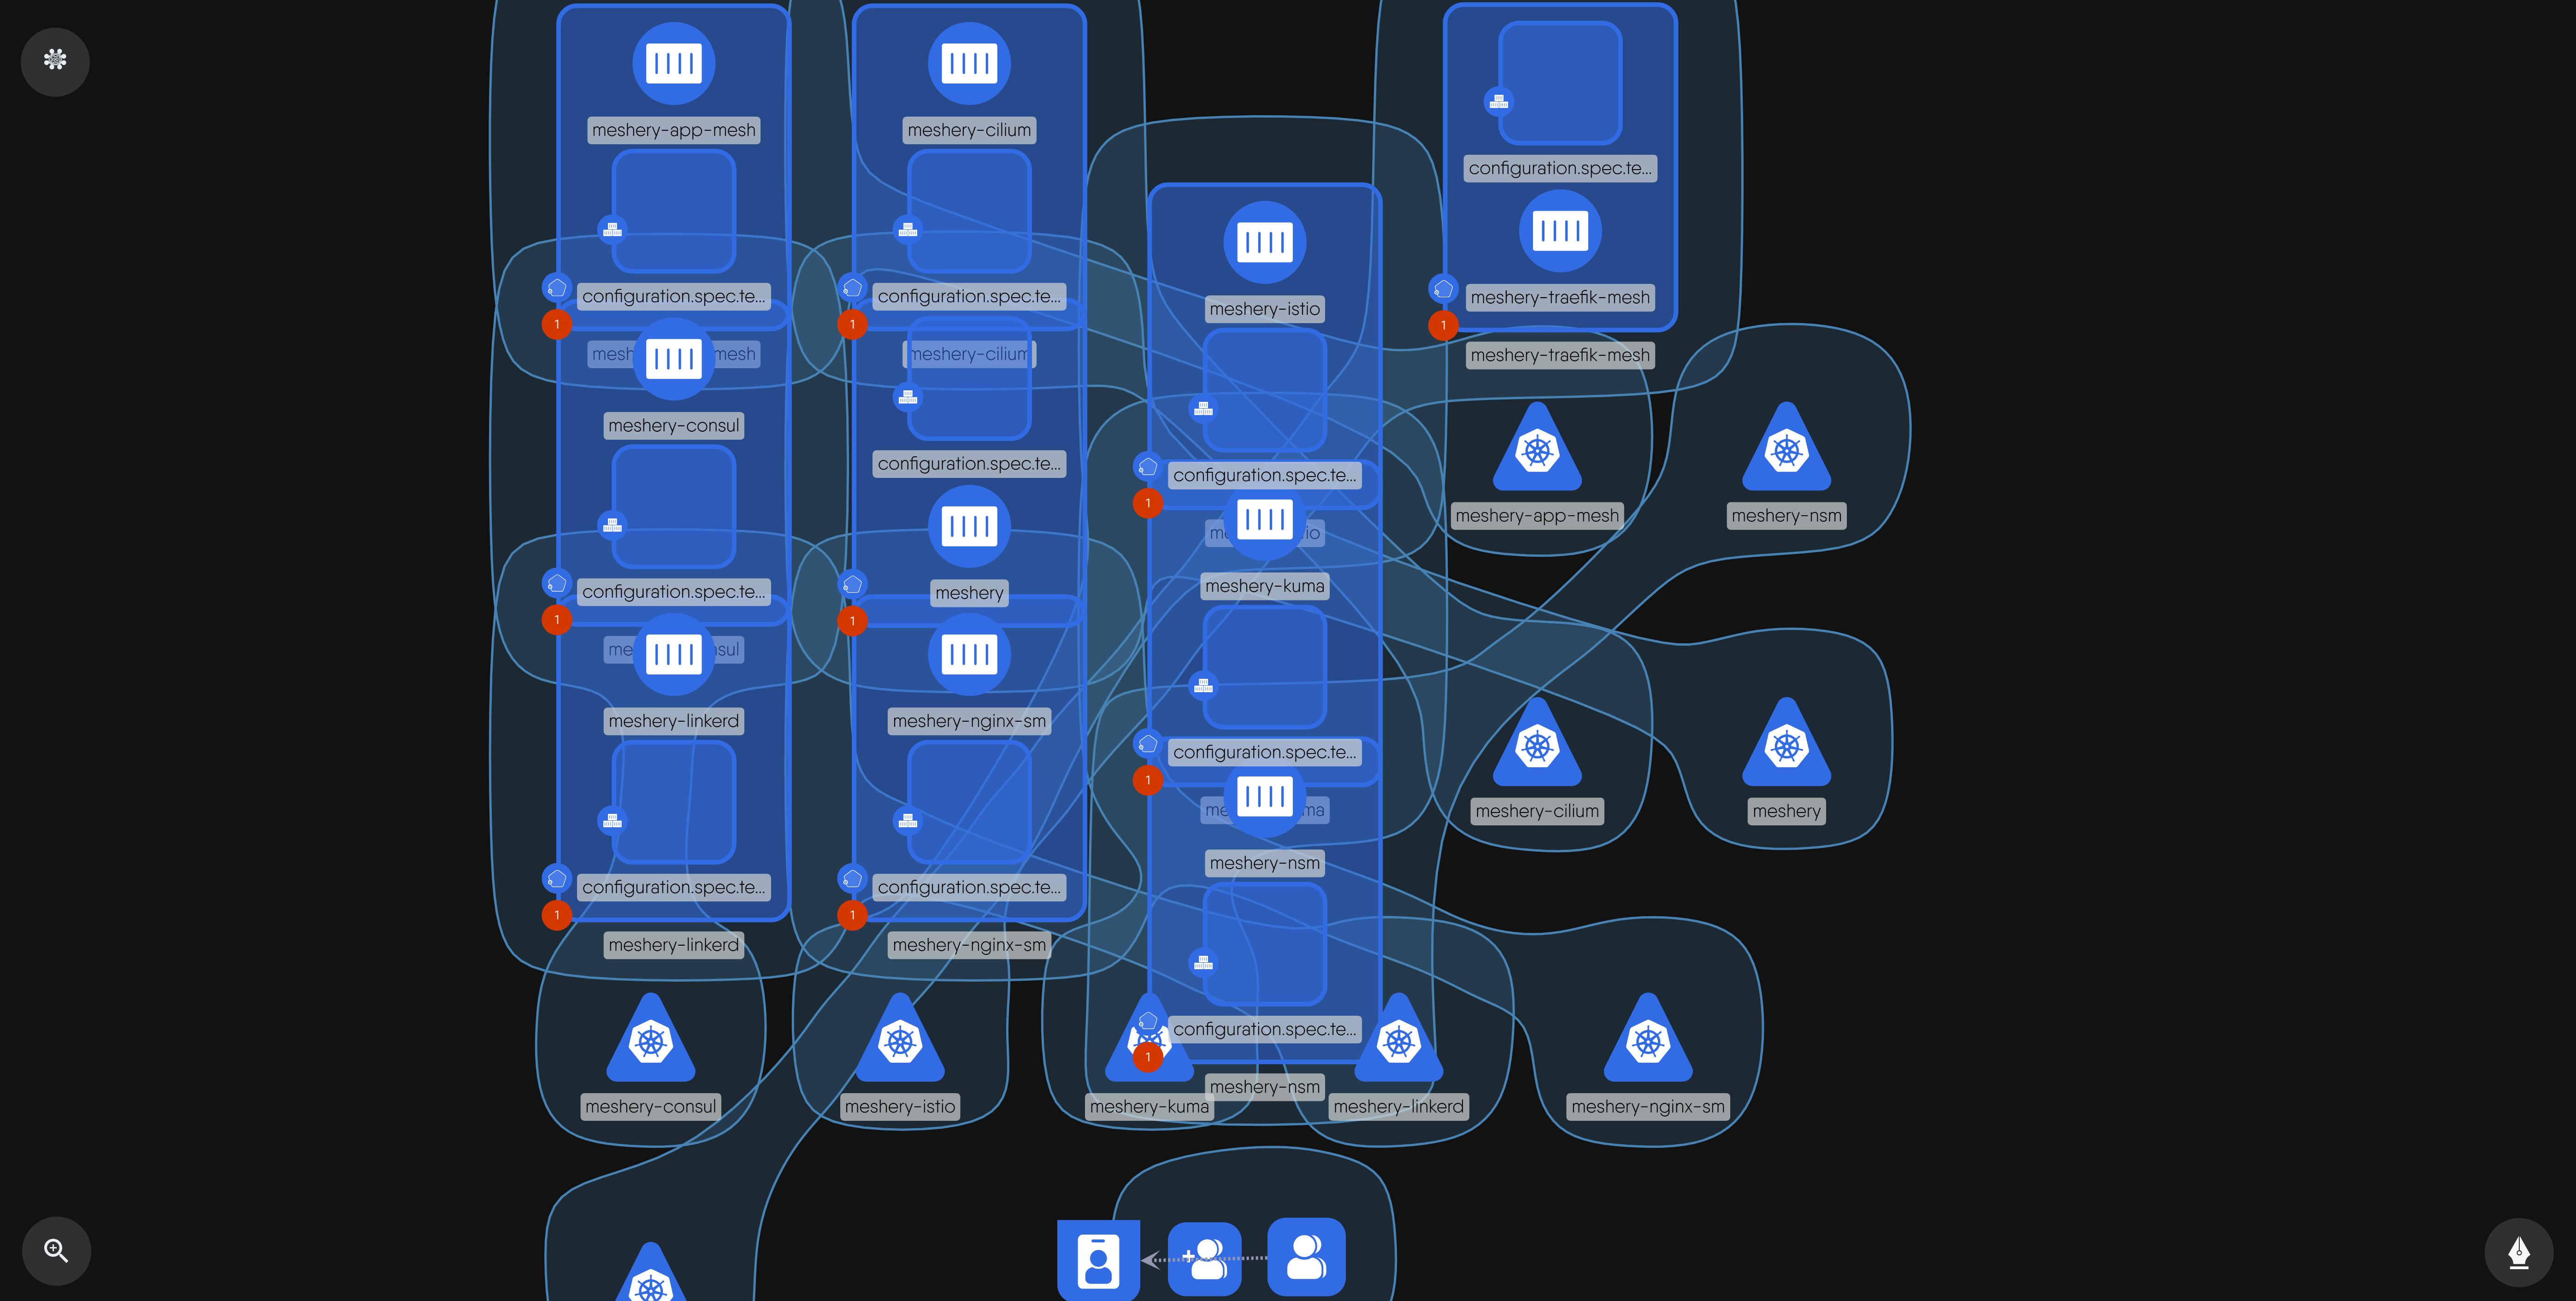 meshery-app-mesh
configuration.spec.te...
1
mesh mesh
meshery-consul
configuration.spec.te...
1
me sul
meshery-linkerd
configuration.spec.te...
1
meshery-linkerd
meshery-cilium
configuration.spec.te...
1
meshery-cilium
configuration.spec.te...
meshery
1
meshery-nginx-sm
configuration.spec.te...
1
meshery-nginx-sm
meshery-istio
configuration.spec.te...
1
me io
meshery-kuma
configuration.spec.te...
1
me ma
meshery-nsm
configuration.spec.te...
1
meshery-nsm
configuration.spec.te...
meshery-traefik-mesh
1
meshery-traefik-mesh
meshery-app-mesh
meshery-nsm
meshery-cilium
meshery
meshery-consul
meshery-istio
meshery-kuma
meshery-linkerd
meshery-nginx-sm